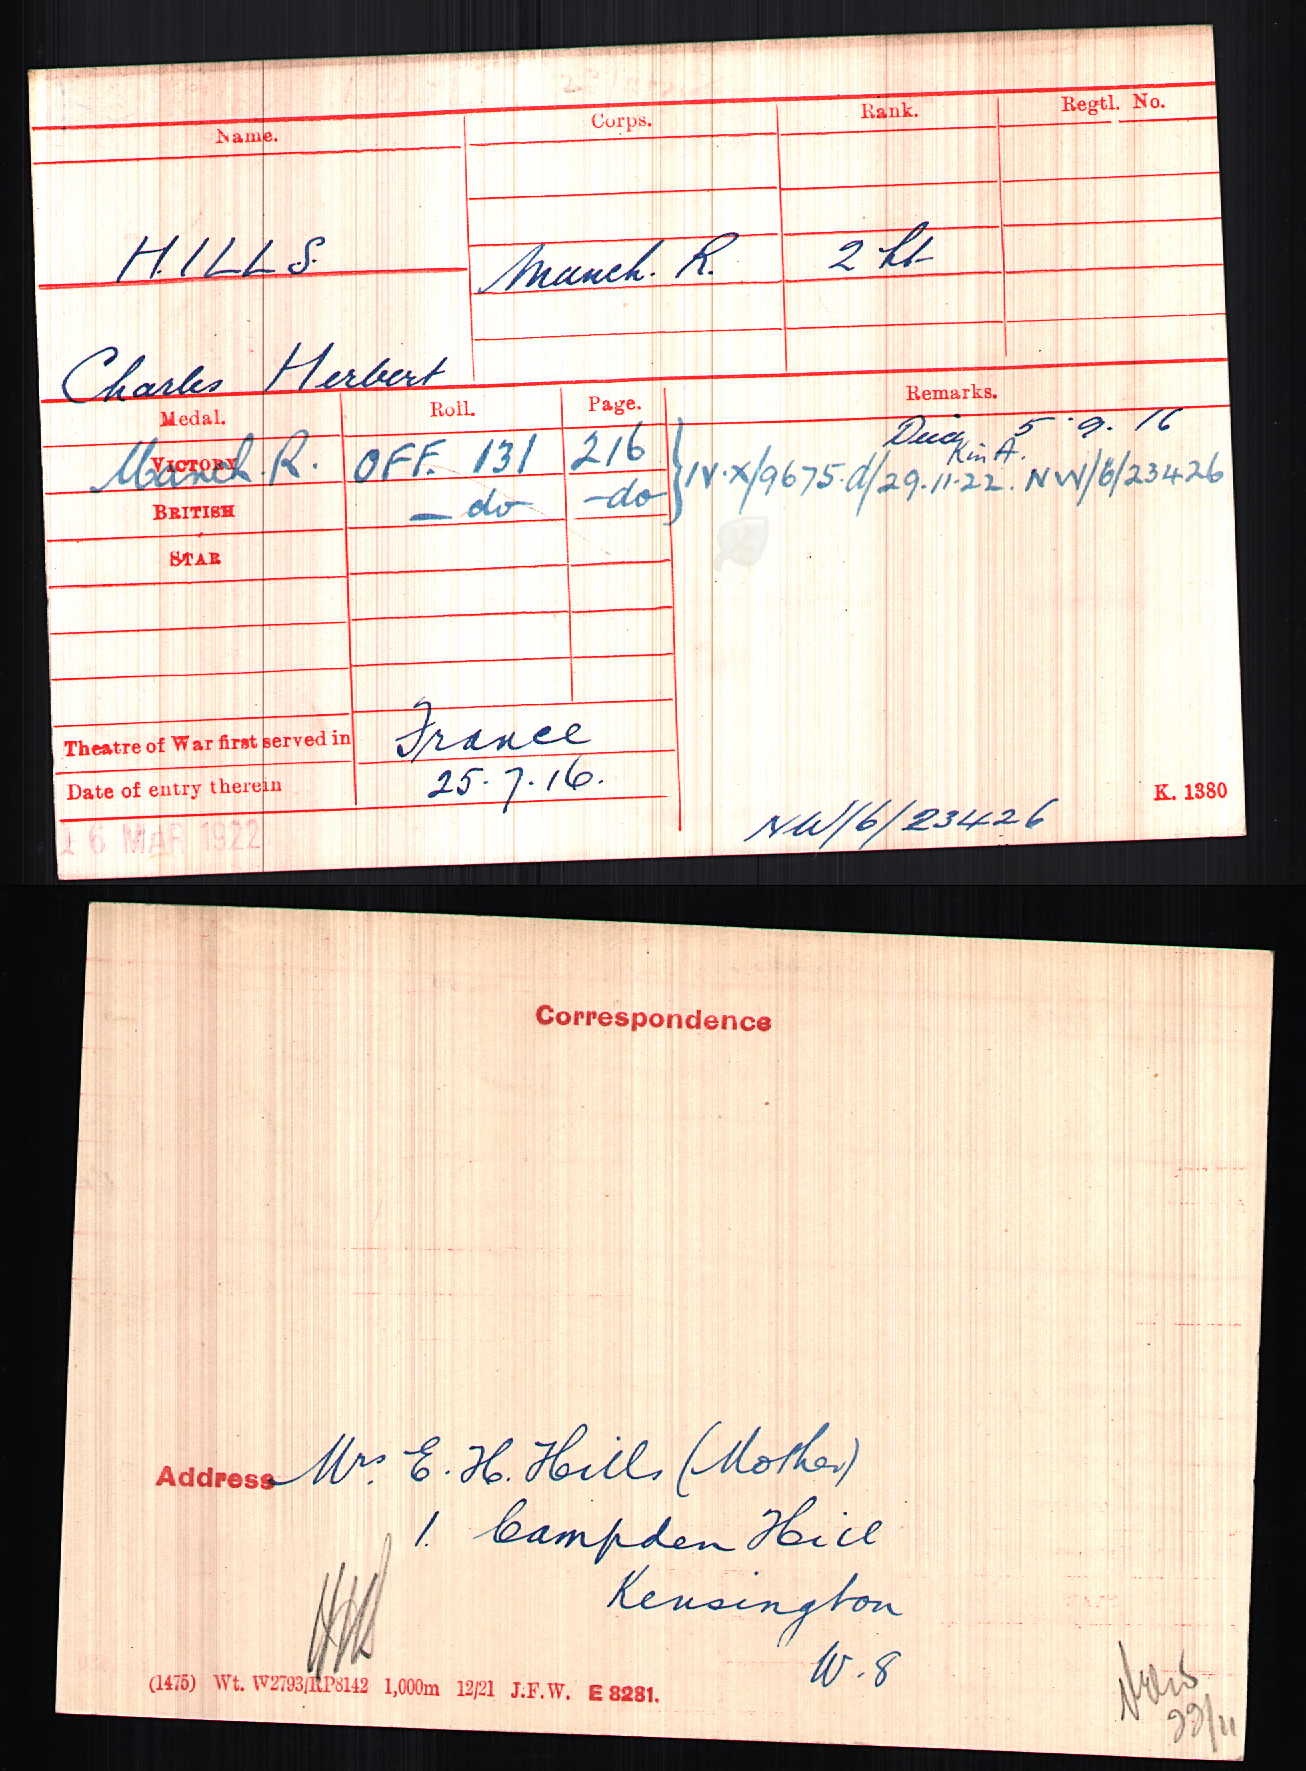 Name. Corps. Rank. Regtl. No.
HILLS. Manch. R. 2 Lt
Charles Herbert
Medal. Roll. Page. Remarks.
Died 5.9.16
VICTORY Manch. R. OFF. 131 216 } K in A. IV.X/9675.d/29.11.22. NW/6/23426
BRITISH — do - do
STAR
Theatre of War first served in France
Date of entry therein 25.7.16.
K. 1380
16 MAR 1922
NW/6/23426
Correspondence
Address Mrs. E. H. Hills (Mother)
1. Campden Hill
Kensington
W.8
(1475) Wt. W2793/RP8142 1,000m 12/21 J.F.W. E 8281.
22/11